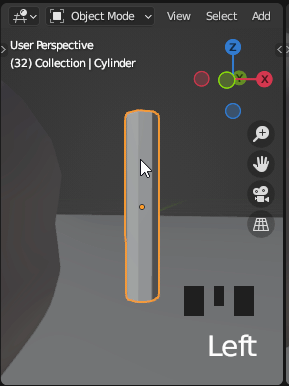 Object Mode View Select Add
User Perspective
(32) Collection | Cylinder
Z
Y X
Left